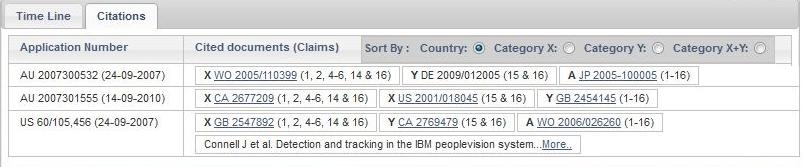 Time Line Citations
Application Number Cited documents (Claims) Sort By : Country: Category X: Category Y: Category X+Y:
AU 2007300532 (24-09-2007) X WO 2005/110399 (1, 2, 4-6, 14 & 16) Y DE 2009/012005 (15 & 16) A JP 2005-100005 (1-16)
AU 2007301555 (14-09-2010) X CA 2677209 (1, 2, 4-6, 14 & 16) X US 2001/018045 (15 & 16) Y GB 2454145 (1-16)
US 60/105,456 (24-09-2007) X GB 2547892 (1, 2, 4-6, 14 & 16) Y CA 2769479 (15 & 16) A WO 2006/026260 (1-16)
Connell J et al. Detection and tracking in the IBM peoplevision system...More..